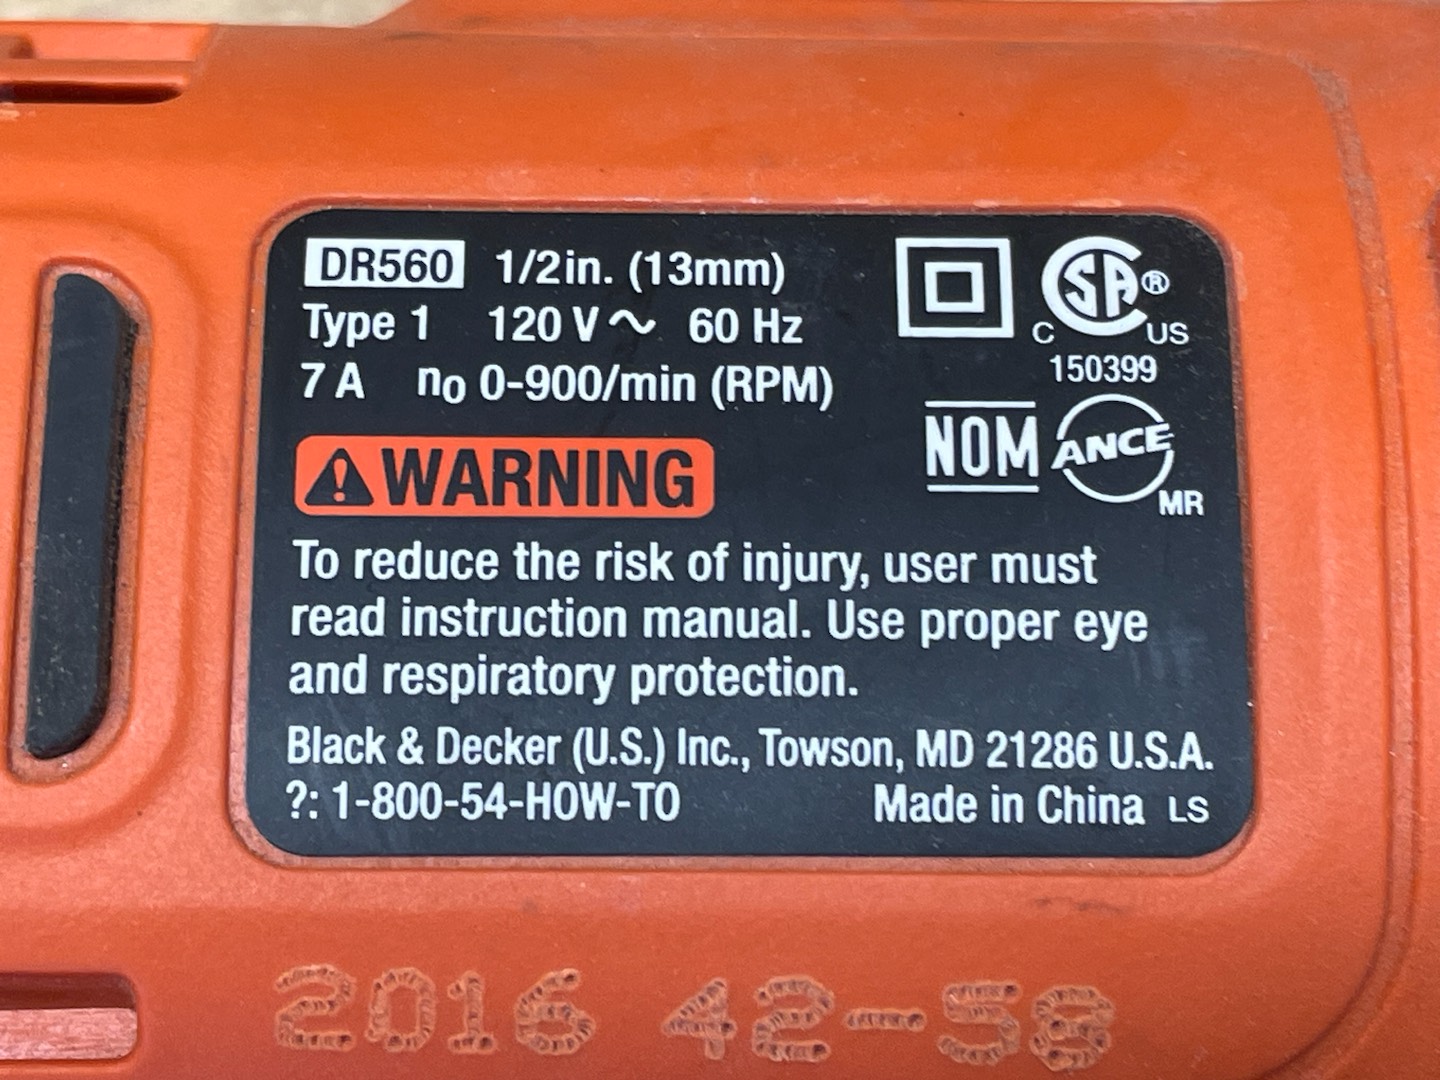 DR560 1/2in. (13mm)
Type 1 120 V ~ 60 Hz
7 A no 0-900/min (RPM)
C SA® US
150399
NOM ANCE MR
WARNING
To reduce the risk of injury, user must
read instruction manual. Use proper eye
and respiratory protection.
Black & Decker (U.S.) Inc., Towson, MD 21286 U.S.A.
?: 1-800-54-HOW-TO Made in China LS
2016 42-58